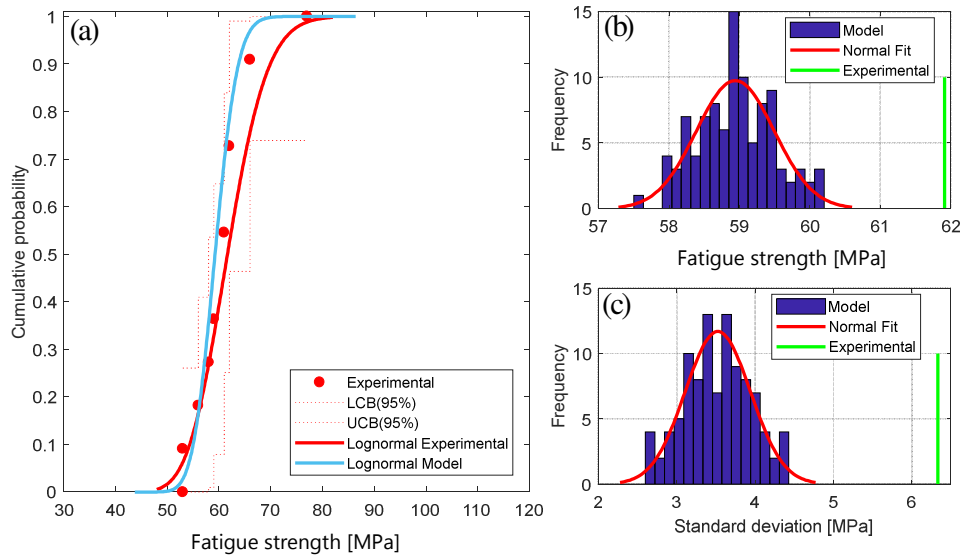 (a)
Cumulative probability
1
0.9
0.8
0.7
0.6
0.5
0.4
0.3
0.2
0.1
0
30 40 50 60 70 80 90 100 110 120
Fatigue strength [MPa]
Experimental
LCB(95%)
UCB(95%)
Lognormal Experimental
Lognormal Model
(b)
Frequency
15
10
5
0
57 58 59 60 61 62
Fatigue strength [MPa]
Model
Normal Fit
Experimental
(c)
Frequency
15
10
5
0
2 3 4 5 6
Standard deviation [MPa]
Model
Normal Fit
Experimental